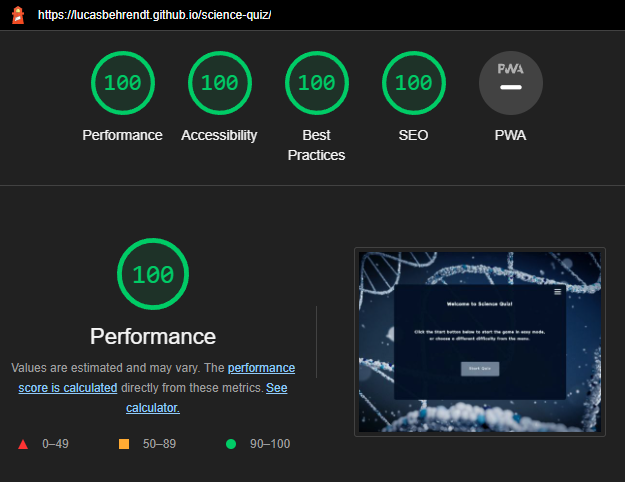 https://lucasbehrendt.github.io/science-quiz/
100 100 100 100 PWA
Performance Accessibility Best Practices SEO PWA
100
Performance
Values are estimated and may vary. The performance
score is calculated directly from these metrics. See
calculator.
0–49 50–89 90–100
Welcome to Science Quiz!
Click the Start button below to start the game in easy mode,
or choose a different difficulty from the menu.
Start Quiz